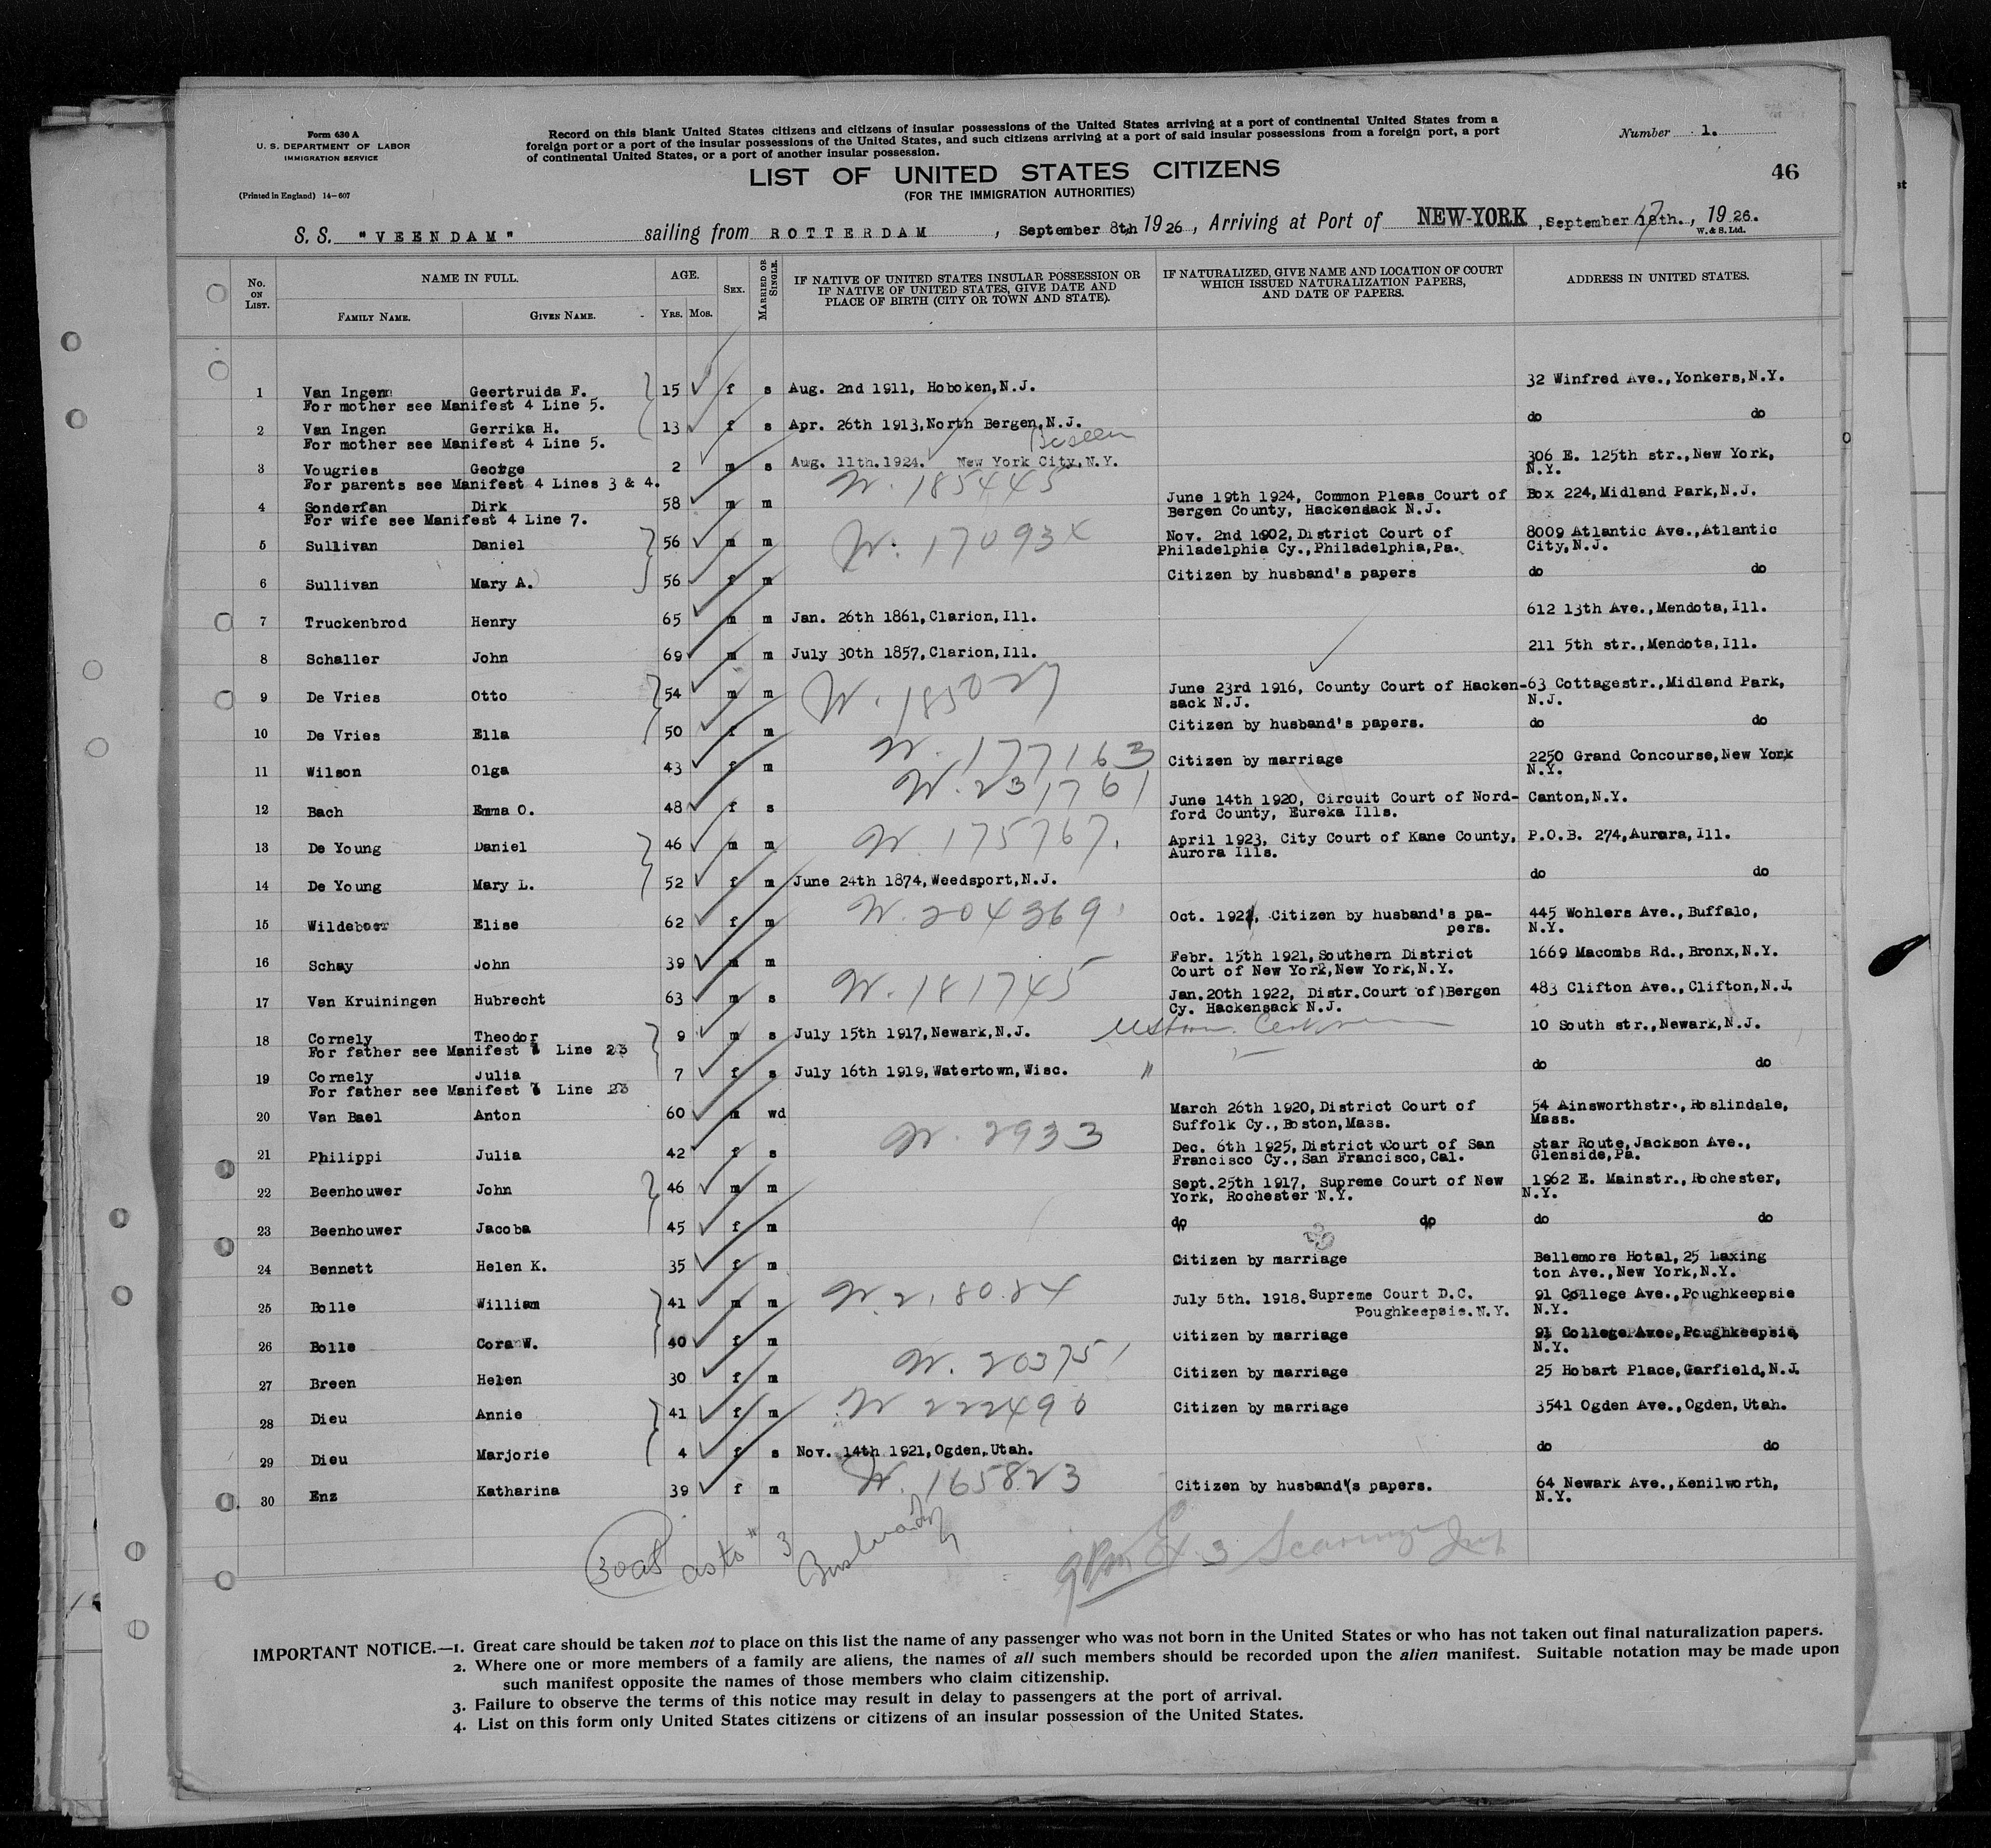 Form 630 A
U. S. DEPARTMENT OF LABOR
IMMIGRATION SERVICE
(Printed in England) 14-607
Record on this blank United States citizens and citizens of insular possessions of the United States arriving at a port of continental United States from a
foreign port or a port of the insular possessions of the United States, and such citizens arriving at a port of said insular possessions from a foreign port, a port
of continental United States, or a port of another insular possession.
Number 1.
46
LIST OF UNITED STATES CITIZENS
(FOR THE IMMIGRATION AUTHORITIES)
S. S. "VEENDAM" sailing from ROTTERDAM, September 8th 1926, Arriving at Port of NEW-YORK, September 18th. 17, 1926.
W. & S. Ltd.
No. ON LIST. NAME IN FULL. AGE. SEX. MARRIED OR SINGLE. IF NATIVE OF UNITED STATES INSULAR POSSESSION OR IF NATIVE OF UNITED STATES, GIVE DATE AND PLACE OF BIRTH (CITY OR TOWN AND STATE). IF NATURALIZED, GIVE NAME AND LOCATION OF COURT WHICH ISSUED NATURALIZATION PAPERS, AND DATE OF PAPERS. ADDRESS IN UNITED STATES.
FAMILY NAME. GIVEN NAME. YRS. MOS.
1 Van Ingen Geertruida F. 15 f s Aug. 2nd 1911, Hoboken, N.J. 32 Winfred Ave., Yonkers, N.Y.
For mother see Manifest 4 Line 5.
2 Van Ingen Gerrika H. 13 f s Apr. 26th 1913, North Bergen, N.J. do do
For mother see Manifest 4 Line 5.
3 Vougries George 2 m s Aug. 11th. 1924. New York City, N.Y. 306 E. 125th str., New York,
N.Y.
For parents see Manifest 4 Lines 3 & 4.
W. 185445
4 Sonderfan Dirk 58 m m June 19th 1924, Common Pleas Court of Box 224, Midland Park, N.J.
Bergen County, Hackensack N.J.
For wife see Manifest 4 Line 7.
5 Sullivan Daniel 56 m m Nov. 2nd 1902, District Court of 8009 Atlantic Ave., Atlantic
Philadelphia Cy., Philadelphia, Pa. City, N.J.
6 Sullivan Mary A. 56 f m Citizen by husband's papers do do
7 Truckenbrod Henry 65 m m Jan. 26th 1861, Clarion, Ill. 612 13th Ave., Mendota, Ill.
8 Schaller John 69 m m July 30th 1857, Clarion, Ill. 211 5th str., Mendota, Ill.
9 De Vries Otto 54 m m W. 185027 June 23rd 1916, County Court of Hacken- 63 Cottagestr., Midland Park,
sack N.J. N.J.
10 De Vries Ella 50 f m Citizen by husband's papers. do do
W. 177163
11 Wilson Olga 43 f m Citizen by marriage 2250 Grand Concourse, New York
N.Y.
W. 231761
12 Bach Emma O. 48 f s June 14th 1920, Circuit Court of Nord- Canton, N.Y.
ford County, Eureka Ills.
13 De Young Daniel 46 m m W. 175767. April 1923, City Court of Kane County, P.O.B. 274, Aurora, Ill.
Aurora Ills.
14 De Young Mary L. 52 f m June 24th 1874, Weedsport, N.J. do do
15 Wildeboer Elise 62 f m W. 204369 Oct. 1921, Citizen by husband's pa- 445 Wohlers Ave., Buffalo,
pers. N.Y.
16 Schay John 39 m m Febr. 15th 1921, Southern District 1669 Macombs Rd., Bronx, N.Y.
Court of New York, New York, N.Y.
17 Van Kruiningen Hubrecht 63 m s W. 181745 Jan. 20th 1922, Distr. Court of Bergen 483 Clifton Ave., Clifton, N.J.
Cy. Hackensack N.J.
18 Cornely Theodor 9 m s July 15th 1917, Newark, N.J. 10 South str., Newark, N.J.
For father see Manifest Line 23
19 Cornely Julia 7 f s July 16th 1919, Watertown, Wisc. " do do
For father see Manifest Line 23
20 Van Bael Anton 60 m wd March 26th 1920, District Court of 54 Ainsworthstr., Roslindale,
Suffolk Cy., Boston, Mass. Mass.
W. 2933
21 Philippi Julia 42 f s Dec. 6th 1925, District Court of San Star Route, Jackson Ave.,
Francisco Cy., San Francisco, Cal. Glenside, Pa.
22 Beenhouwer John 46 m m Sept. 25th 1917, Supreme Court of New 1962 E. Mainstr., Rochester,
York, Rochester N.Y. N.Y.
23 Beenhouwer Jacoba 45 f m do do do do
24 Bennett Helen K. 35 f m Citizen by marriage Bellemore Hotal, 25 Laxing
ton Ave., New York, N.Y.
25 Bolle William 41 m m July 5th. 1918. Supreme Court D.C. 91 College Ave., Poughkeepsie
Poughkeepsie. N.Y. N.Y.
26 Bolle Cora W. 40 f m Citizen by marriage 91 College Ave., Poughkeepsie,
N.Y.
W. 203751
27 Breen Helen 30 f m Citizen by marriage 25 Hobart Place, Garfield, N.J.
28 Dieu Annie 41 f m W 222490 Citizen by marriage 3541 Ogden Ave., Ogden, Utah.
29 Dieu Marjorie 4 f s Nov. 14th 1921, Ogden, Utah. do do
30 Enz Katharina 39 f m W. 165823 Citizen by husband's papers. 64 Newark Ave., Kenilworth,
N.Y.
as to # 3
IMPORTANT NOTICE.—1. Great care should be taken not to place on this list the name of any passenger who was not born in the United States or who has not taken out final naturalization papers.
2. Where one or more members of a family are aliens, the names of all such members should be recorded upon the alien manifest. Suitable notation may be made upon
such manifest opposite the names of those members who claim citizenship.
3. Failure to observe the terms of this notice may result in delay to passengers at the port of arrival.
4. List on this form only United States citizens or citizens of an insular possession of the United States.